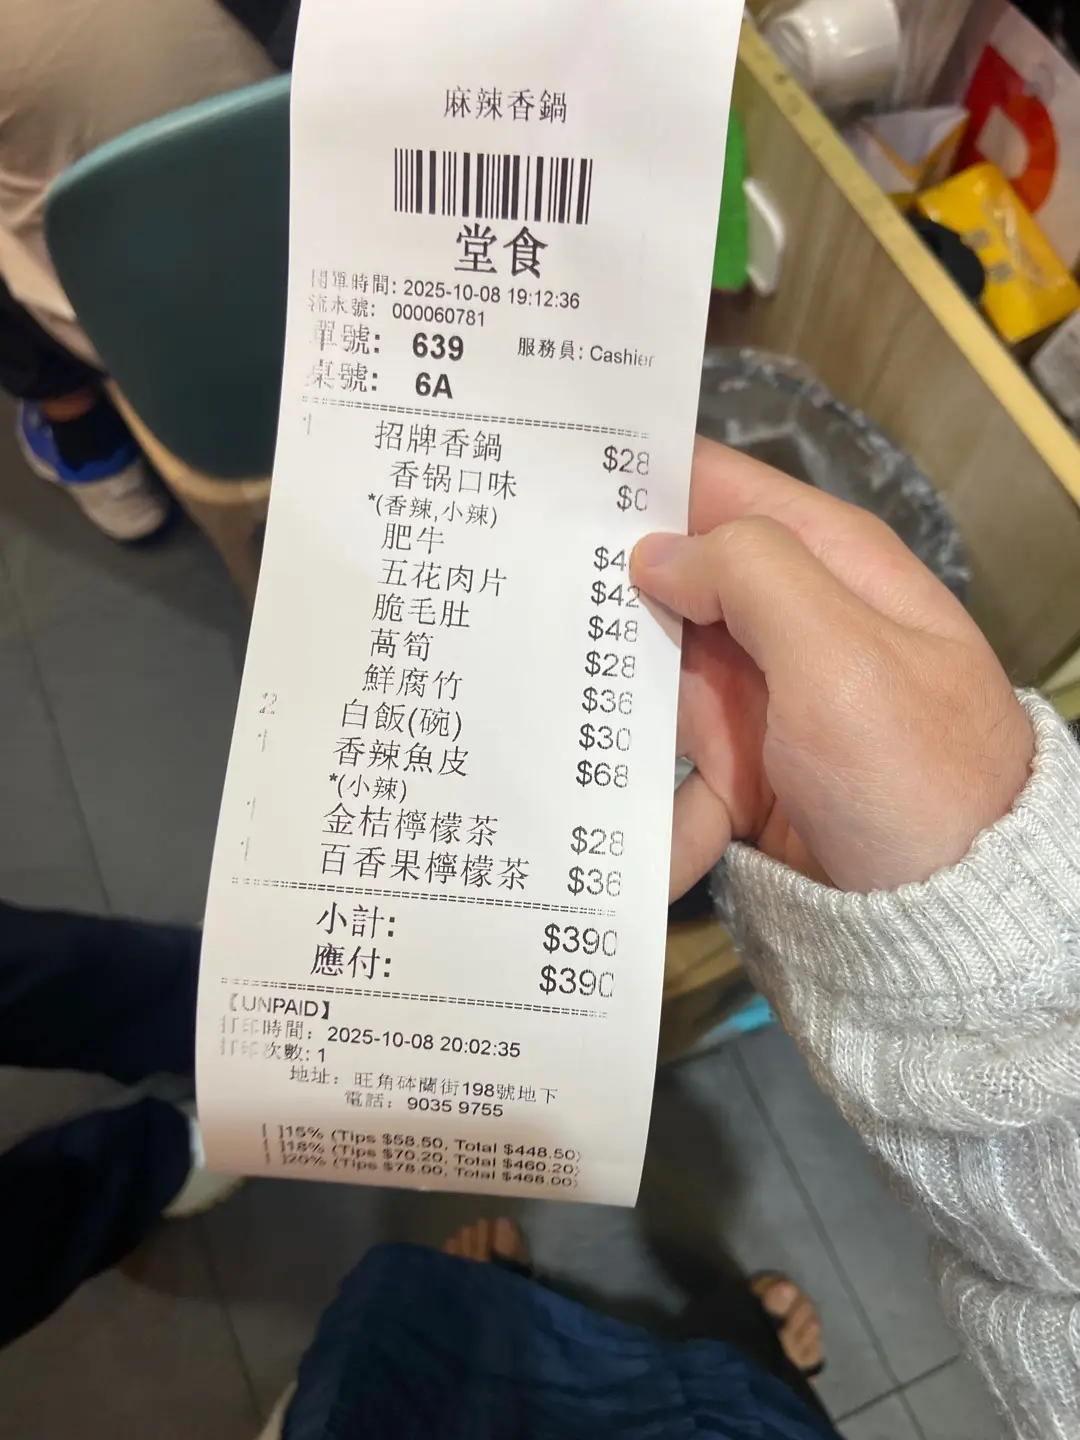 麻辣香鍋
堂食
開單時間: 2025-10-08 19:12:36
流水號: 000060781
單號: 639 服務員: Cashier
桌號: 6A
1 招牌香鍋 $28
香锅口味 $0
*(香辣,小辣)
肥牛 $4
五花肉片 $42
脆毛肚 $48
萵筍 $28
鮮腐竹 $36
2 白飯(碗) $30
1 香辣魚皮 $68
*(小辣)
1 金桔檸檬茶 $28
1 百香果檸檬茶 $36
小計: $390
應付: $390
【UNPAID】
打印時間: 2025-10-08 20:02:35
打印次數: 1
地址: 旺角砵蘭街198號地下
電話: 9035 9755
[ ]15% (Tips $58.50, Total $448.50)
[ ]18% (Tips $70.20, Total $460.20)
[ ]20% (Tips $78.00, Total $468.00)